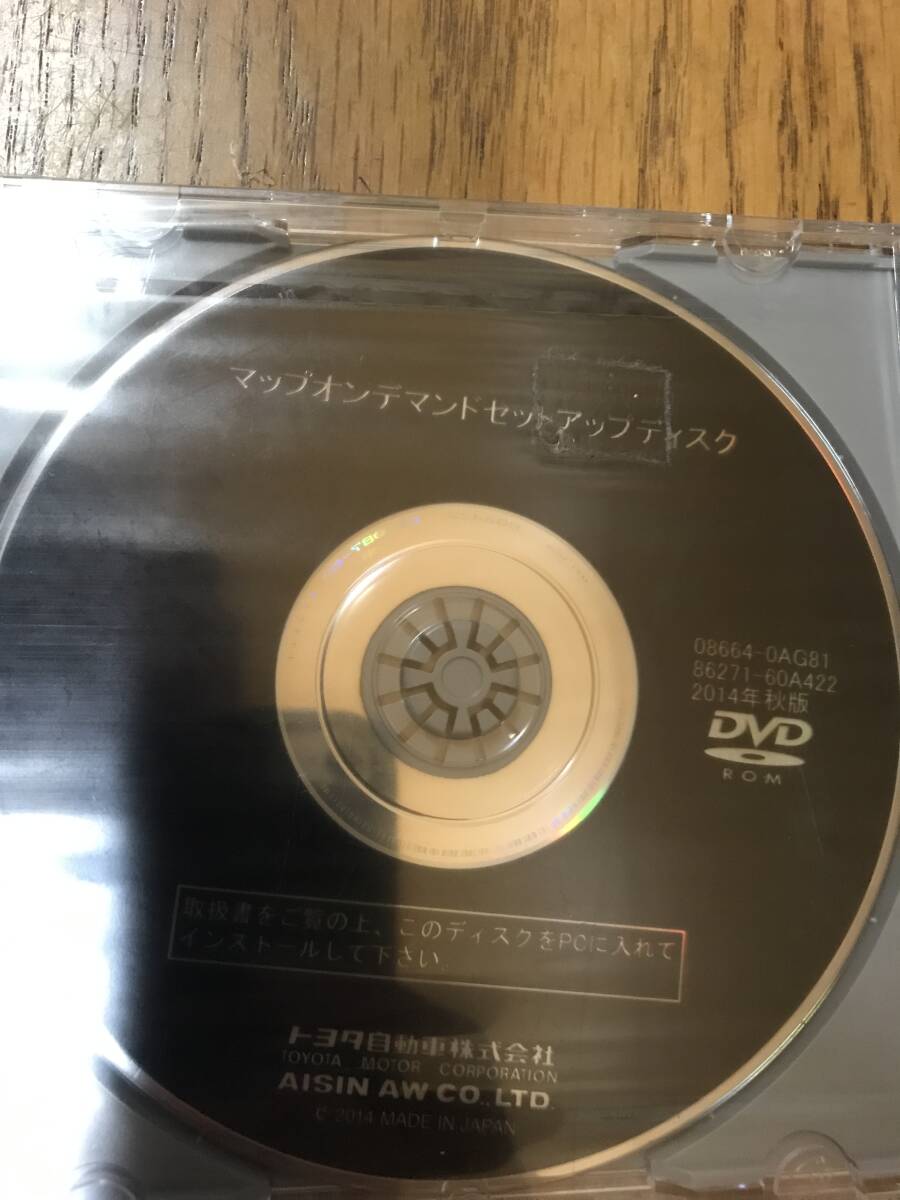 マップオンデマンドセットアップディスク
08664-0AG81
86271-60A422
2014年秋版
DVD
ROM
取扱書をご覧の上、このディスクをPCに入れて
インストールして下さい.
トヨタ自動車株式会社
TOYOTA MOTOR CORPORATION
AISIN AW CO., LTD.
© 2014 MADE IN JAPAN